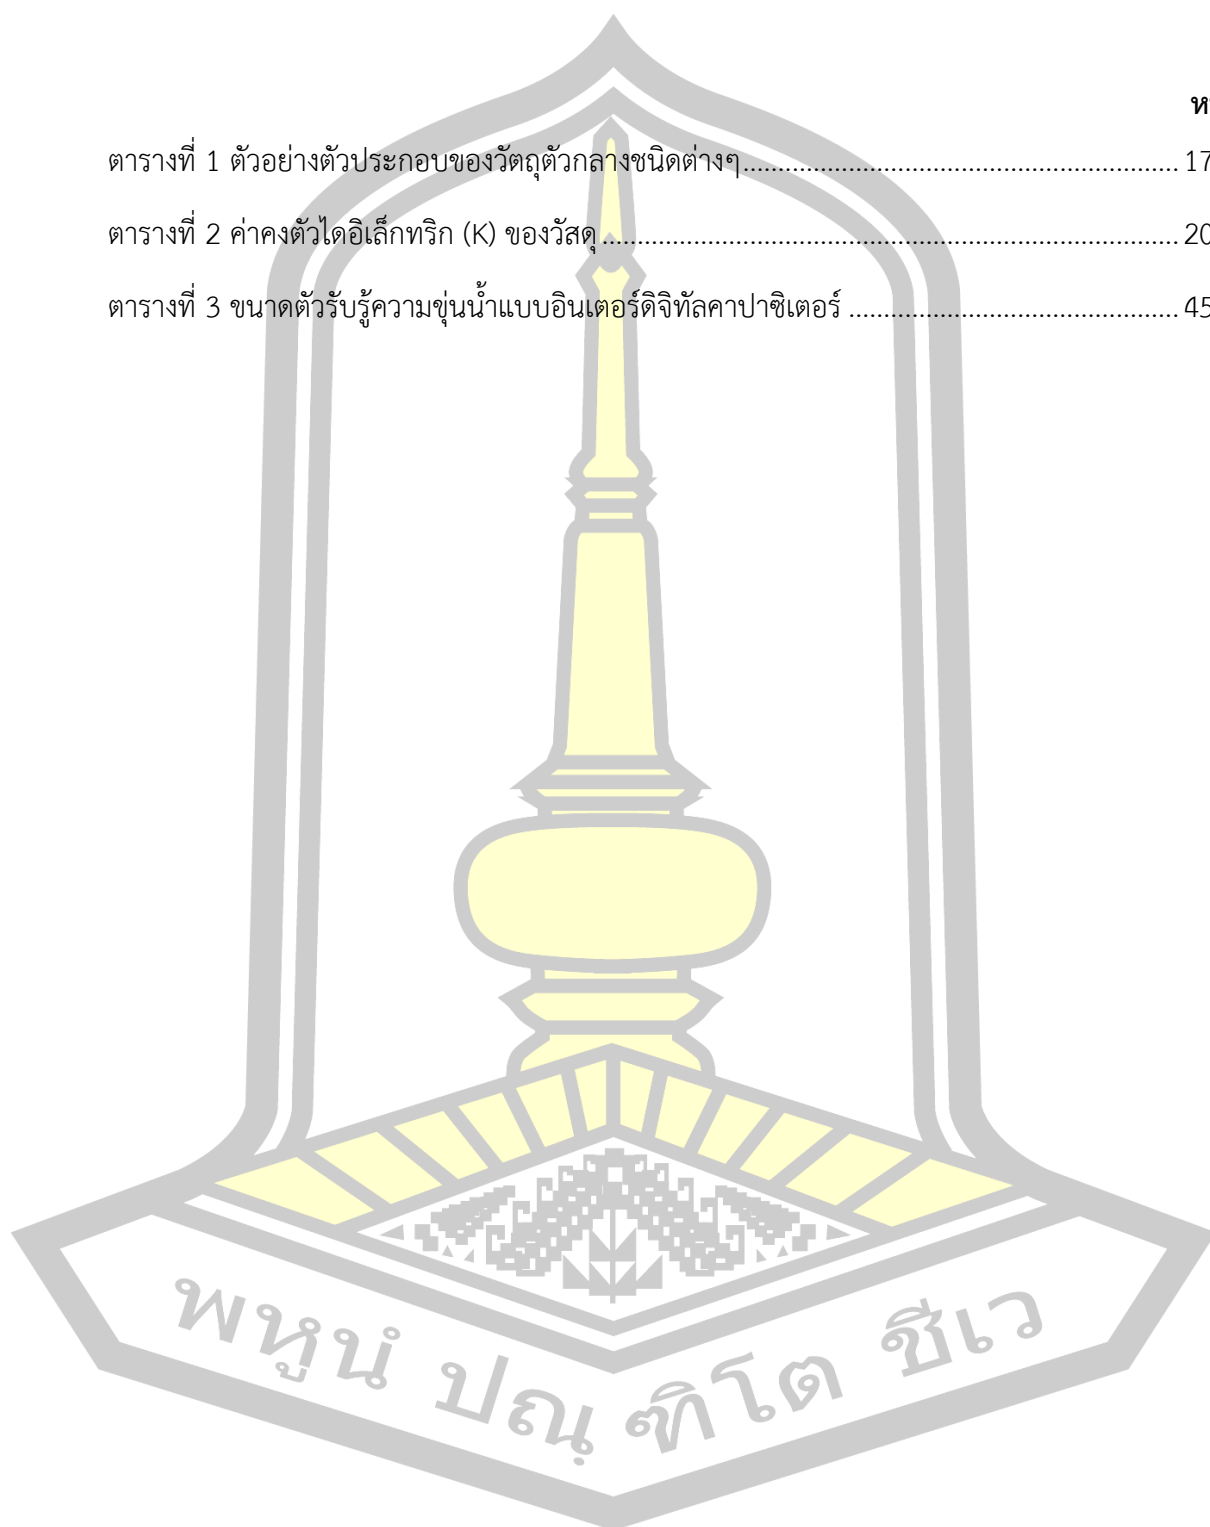 ตารางที่ 1 ตัวอย่างตัวประกอบของวัตถุตัวกลางชนิดต่างๆ........................................................... 17
ตารางที่ 2 ค่าคงตัวไดอิเล็กทริก (K) ของวัสดุ................................................................................ 20
ตารางที่ 3 ขนาดตัวรับรู้ความขุ่นน้ำแบบอินเตอร์ดิจิทัลคาปาซิเตอร์ ............................................... 45
พหูนํ ปณฺฑิโต ชีเว